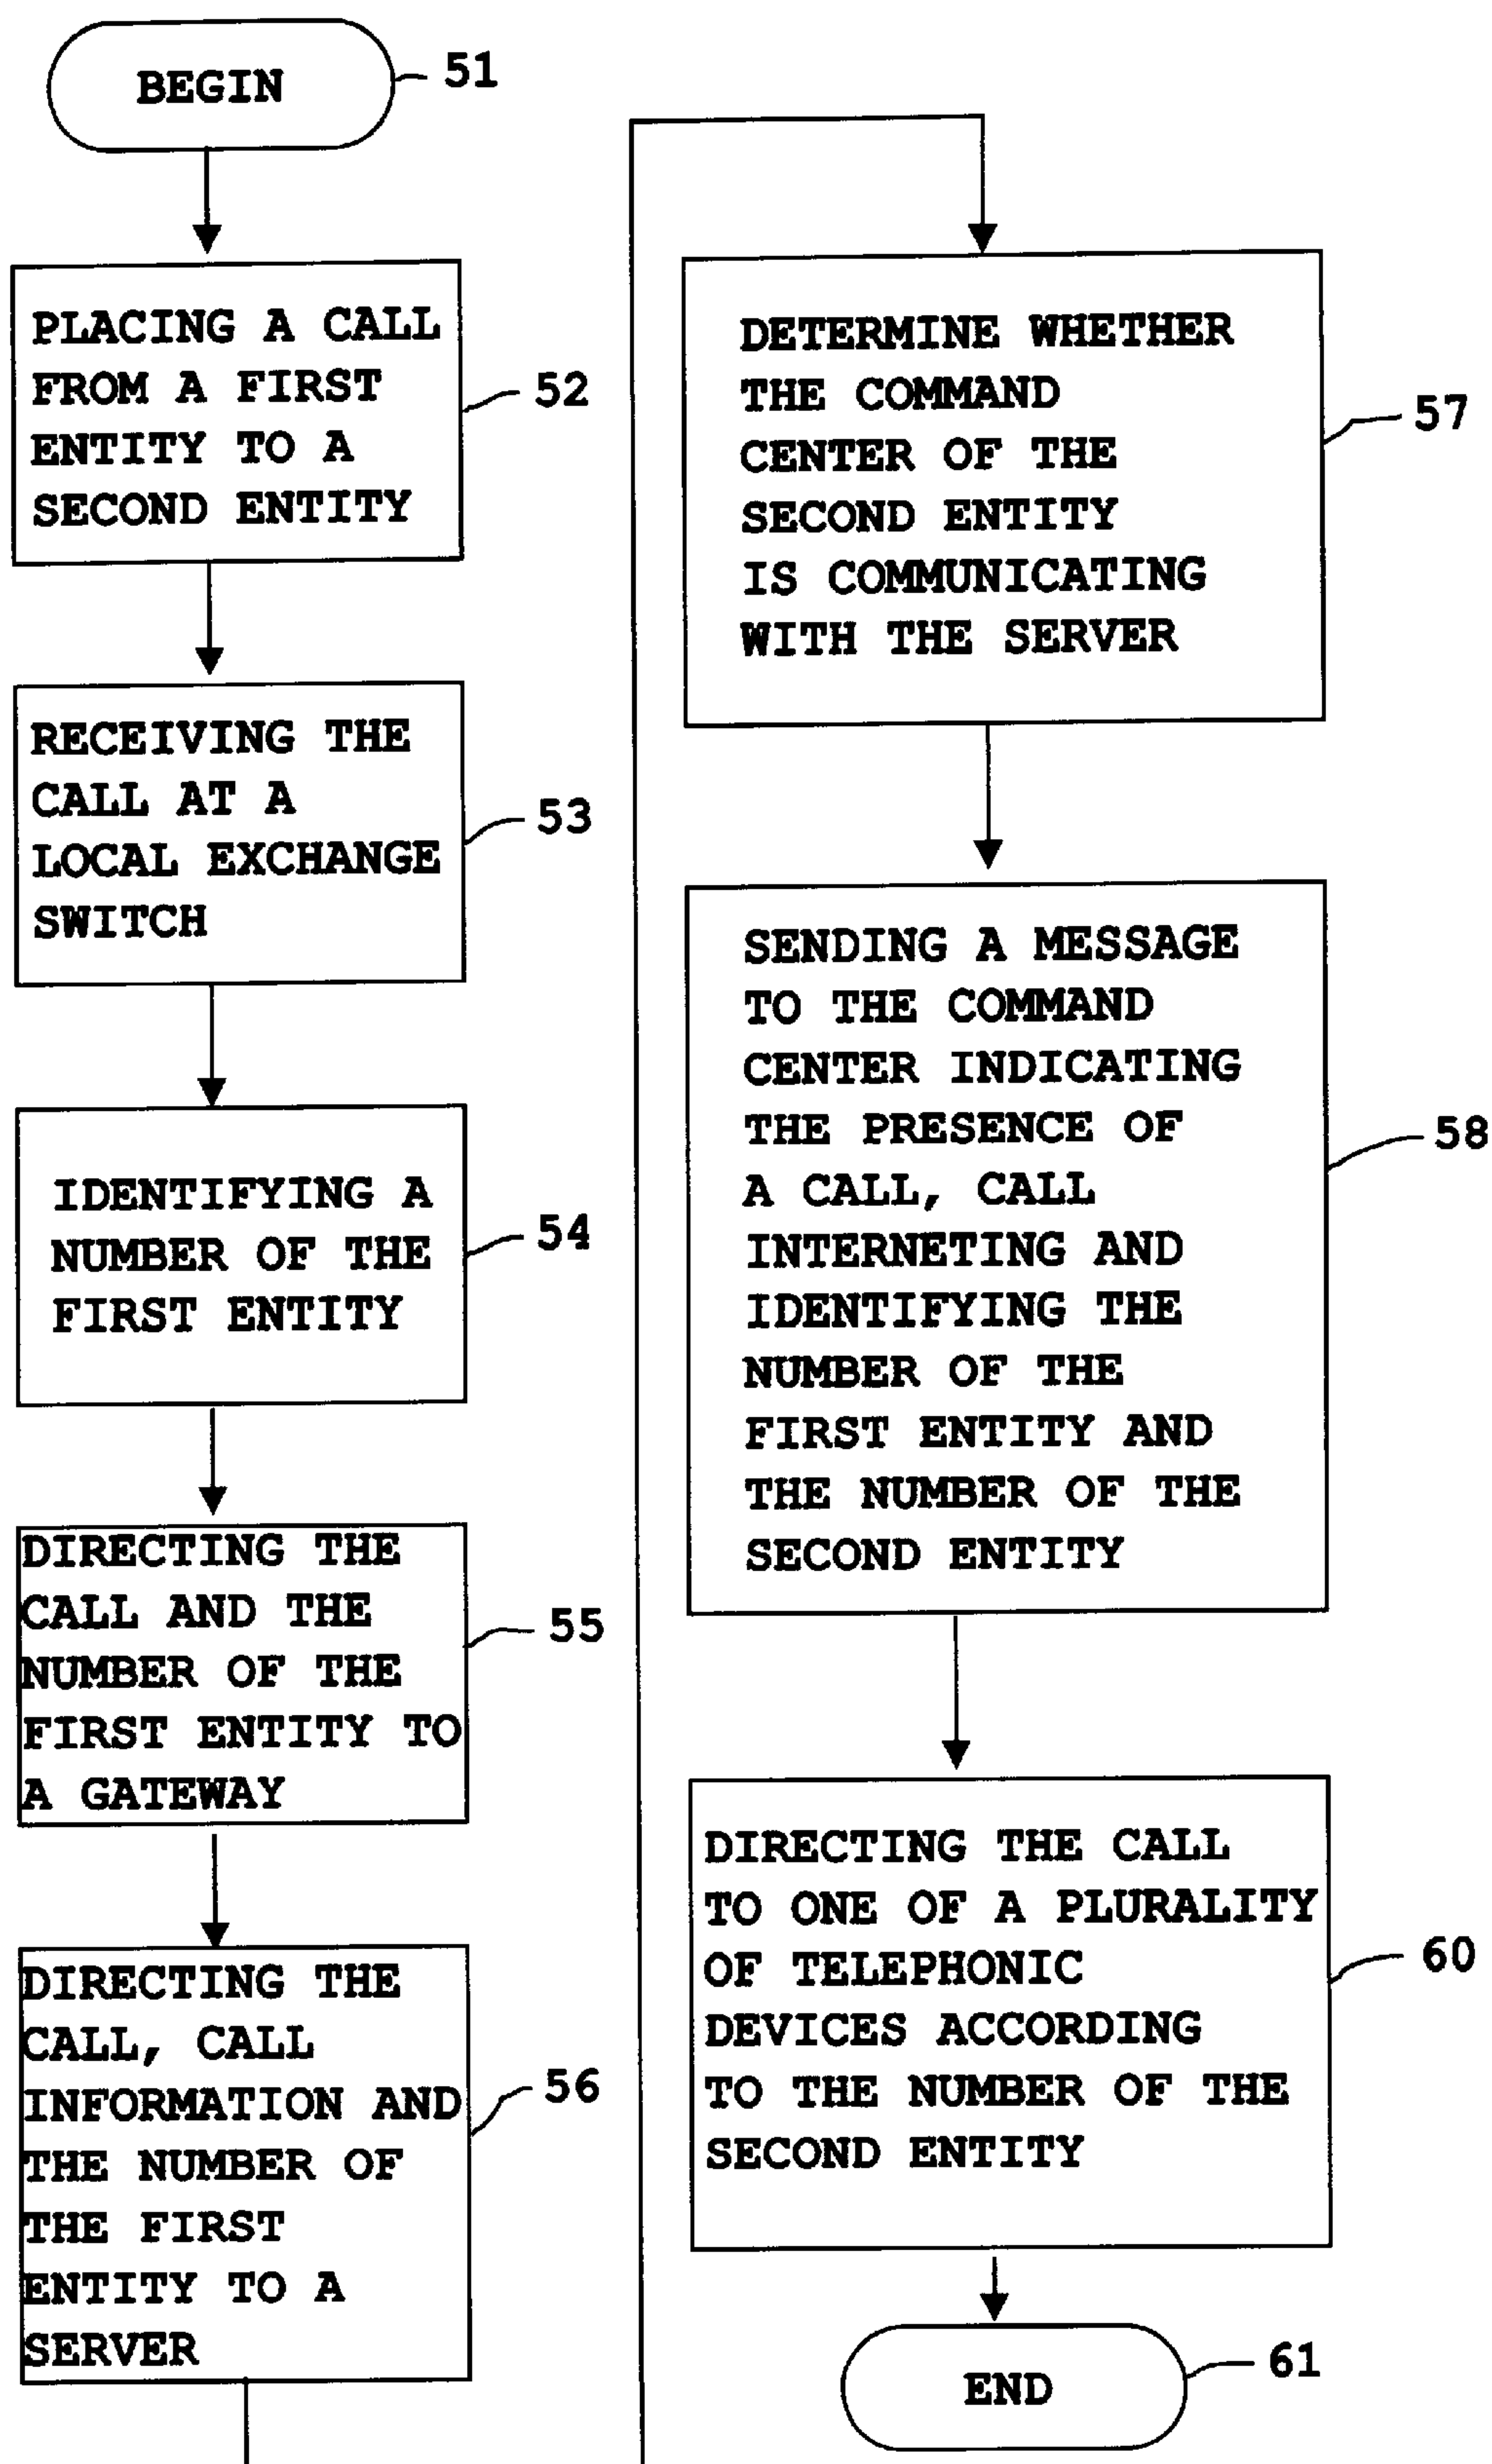 BEGIN
51
PLACING A CALL
FROM A FIRST
ENTITY TO A
SECOND ENTITY
52
RECEIVING THE
CALL AT A
LOCAL EXCHANGE
SWITCH
53
IDENTIFYING A
NUMBER OF THE
FIRST ENTITY
54
DIRECTING THE
CALL AND THE
NUMBER OF THE
FIRST ENTITY TO
A GATEWAY
55
DIRECTING THE
CALL, CALL
INFORMATION AND
THE NUMBER OF
THE FIRST
ENTITY TO A
SERVER
56
DETERMINE WHETHER
THE COMMAND
CENTER OF THE
SECOND ENTITY
IS COMMUNICATING
WITH THE SERVER
57
SENDING A MESSAGE
TO THE COMMAND
CENTER INDICATING
THE PRESENCE OF
A CALL, CALL
INTERNETING AND
IDENTIFYING THE
NUMBER OF THE
FIRST ENTITY AND
THE NUMBER OF THE
SECOND ENTITY
58
DIRECTING THE CALL
TO ONE OF A PLURALITY
OF TELEPHONIC
DEVICES ACCORDING
TO THE NUMBER OF THE
SECOND ENTITY
60
END
61